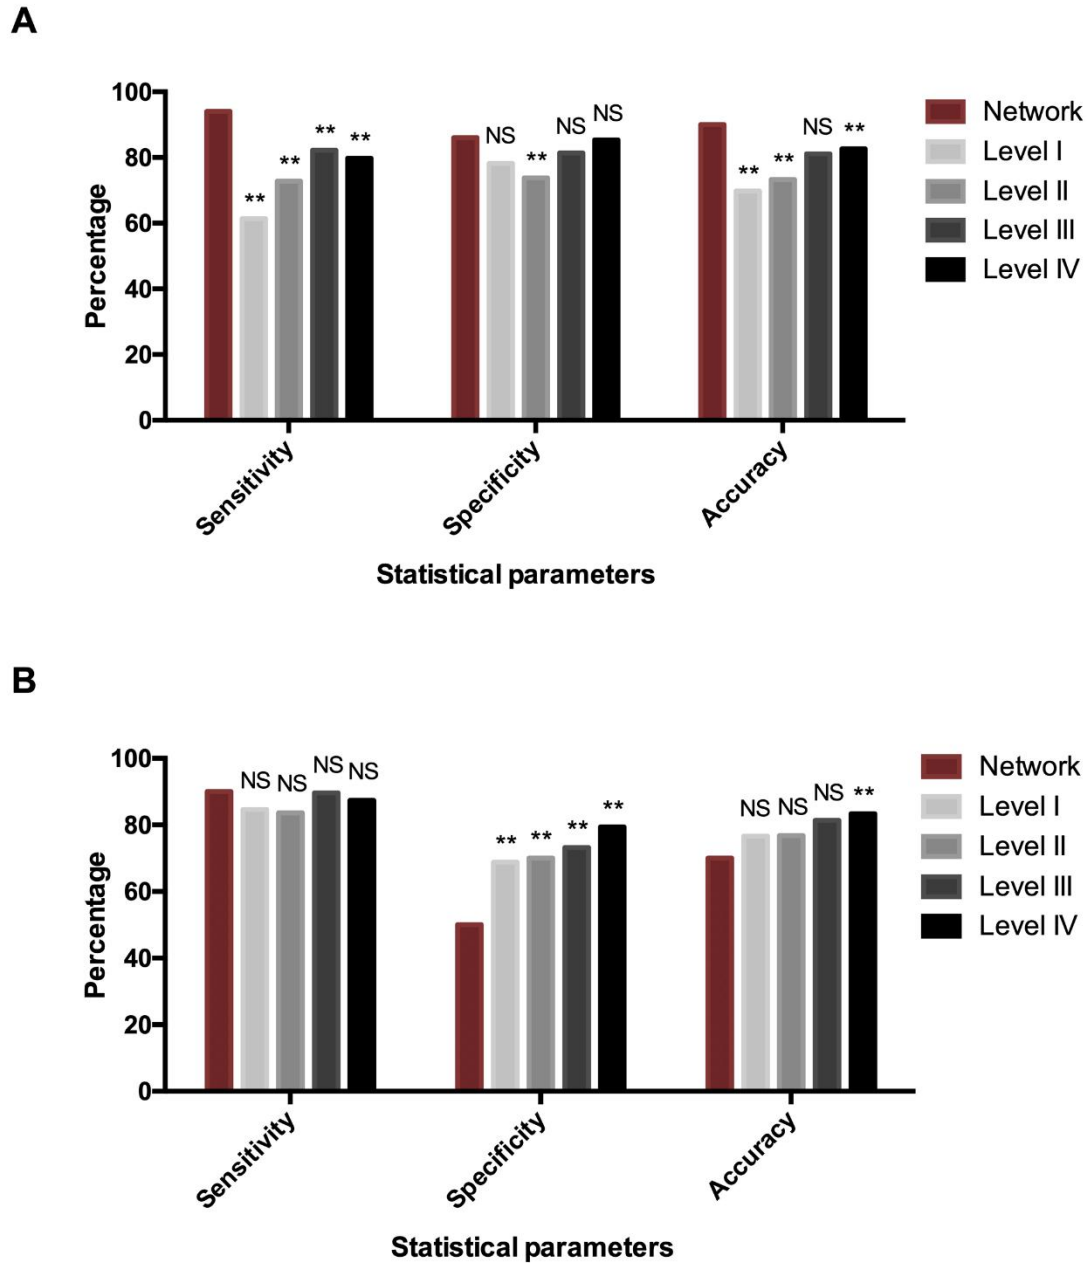 A
Percentage
100
80
60
40
20
0
** ** ** **
NS ** NS NS
** ** NS **
Sensitivity
Specificity
Accuracy
Statistical parameters
Network
Level I
Level II
Level III
Level IV
B
Percentage
100
80
60
40
20
0
NS NS NS NS
** ** ** **
NS NS NS **
Sensitivity
Specificity
Accuracy
Statistical parameters
Network
Level I
Level II
Level III
Level IV